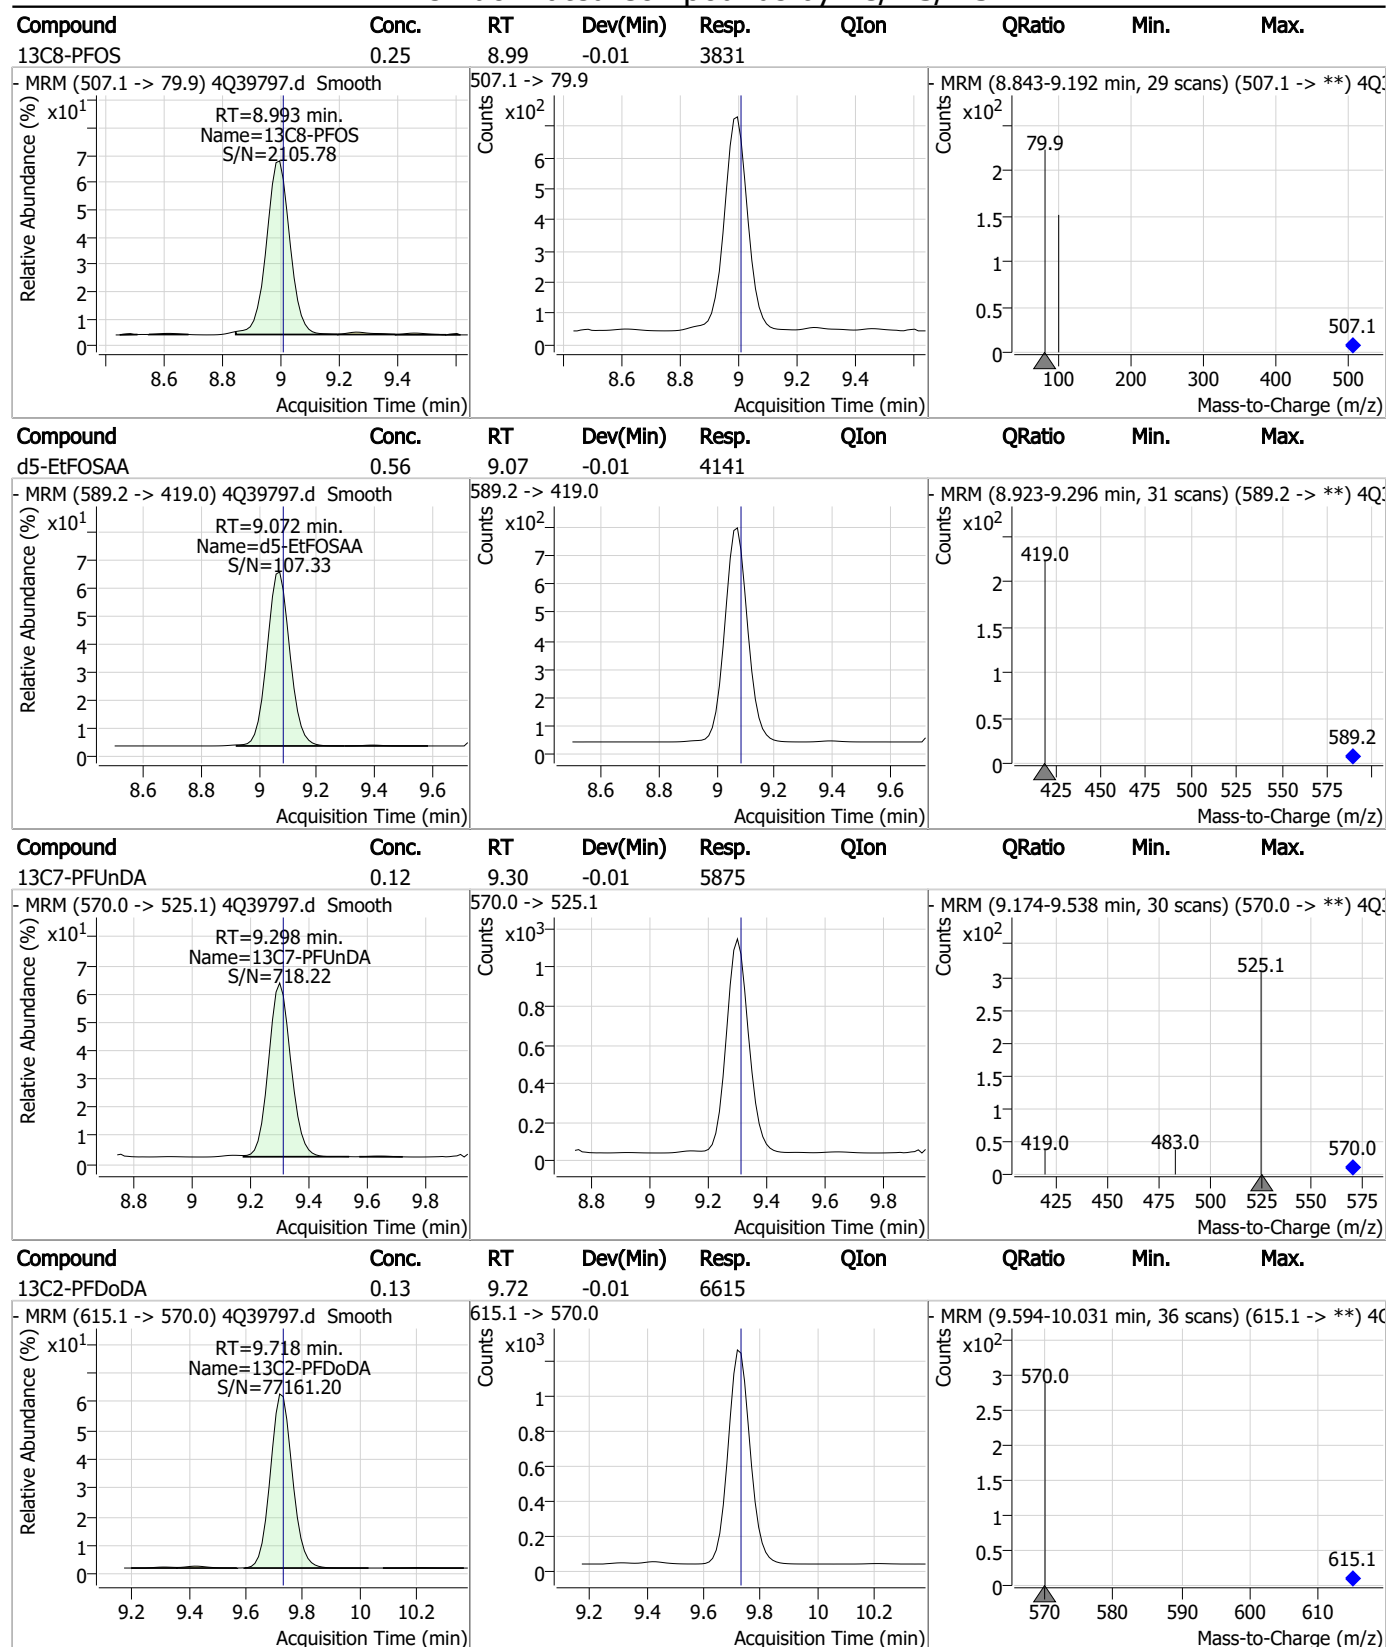 Compound Conc. RT Dev(Min) Resp. QIon QRatio Min. Max.
13C8-PFOS 0.25 8.99 -0.01 3831
- MRM (507.1 -> 79.9) 4Q39797.d Smooth
507.1 -> 79.9
- MRM (8.843-9.192 min, 29 scans) (507.1 -> **)
Relative Abundance (%)
x10¹
RT=8.993 min.
Name=13C8-PFOS
S/N=2105.78
7
6
5
4
3
2
1
0
8.6 8.8 9 9.2 9.4
Acquisition Time (min)
Counts
x10²
6
5
4
3
2
1
0
8.6 8.8 9 9.2 9.4
Acquisition Time (min)
Counts
x10²
79.9
2
1.5
1
0.5
0
507.1
100 200 300 400 500
Mass-to-Charge (m/z)
Compound Conc. RT Dev(Min) Resp. QIon QRatio Min. Max.
d5-EtFOSAA 0.56 9.07 -0.01 4141
- MRM (589.2 -> 419.0) 4Q39797.d Smooth
589.2 -> 419.0
- MRM (8.923-9.296 min, 31 scans) (589.2 -> **)
Relative Abundance (%)
x10¹
RT=9.072 min.
Name=d5-EtFOSAA
S/N=107.33
7
6
5
4
3
2
1
0
8.6 8.8 9 9.2 9.4 9.6
Acquisition Time (min)
Counts
x10²
7
6
5
4
3
2
1
0
8.6 8.8 9 9.2 9.4 9.6
Acquisition Time (min)
Counts
x10²
419.0
2
1.5
1
0.5
0
589.2
425 450 475 500 525 550 575
Mass-to-Charge (m/z)
Compound Conc. RT Dev(Min) Resp. QIon QRatio Min. Max.
13C7-PFUnDA 0.12 9.30 -0.01 5875
- MRM (570.0 -> 525.1) 4Q39797.d Smooth
570.0 -> 525.1
- MRM (9.174-9.538 min, 30 scans) (570.0 -> **)
Relative Abundance (%)
x10¹
RT=9.298 min.
Name=13C7-PFUnDA
S/N=718.22
7
6
5
4
3
2
1
0
8.8 9 9.2 9.4 9.6 9.8
Acquisition Time (min)
Counts
x10³
1
0.8
0.6
0.4
0.2
0
8.8 9 9.2 9.4 9.6 9.8
Acquisition Time (min)
Counts
x10²
525.1
3
2.5
2
1.5
1
0.5
0
419.0 483.0 570.0
425 450 475 500 525 550 575
Mass-to-Charge (m/z)
Compound Conc. RT Dev(Min) Resp. QIon QRatio Min. Max.
13C2-PFDoDA 0.13 9.72 -0.01 6615
- MRM (615.1 -> 570.0) 4Q39797.d Smooth
615.1 -> 570.0
- MRM (9.594-10.031 min, 36 scans) (615.1 -> **)
Relative Abundance (%)
x10¹
RT=9.718 min.
Name=13C2-PFDoDA
S/N=77161.20
6
5
4
3
2
1
0
9.2 9.4 9.6 9.8 10 10.2
Acquisition Time (min)
Counts
x10³
1
0.8
0.6
0.4
0.2
0
9.2 9.4 9.6 9.8 10 10.2
Acquisition Time (min)
Counts
x10²
570.0
3
2.5
2
1.5
1
0.5
0
615.1
570 580 590 600 610
Mass-to-Charge (m/z)